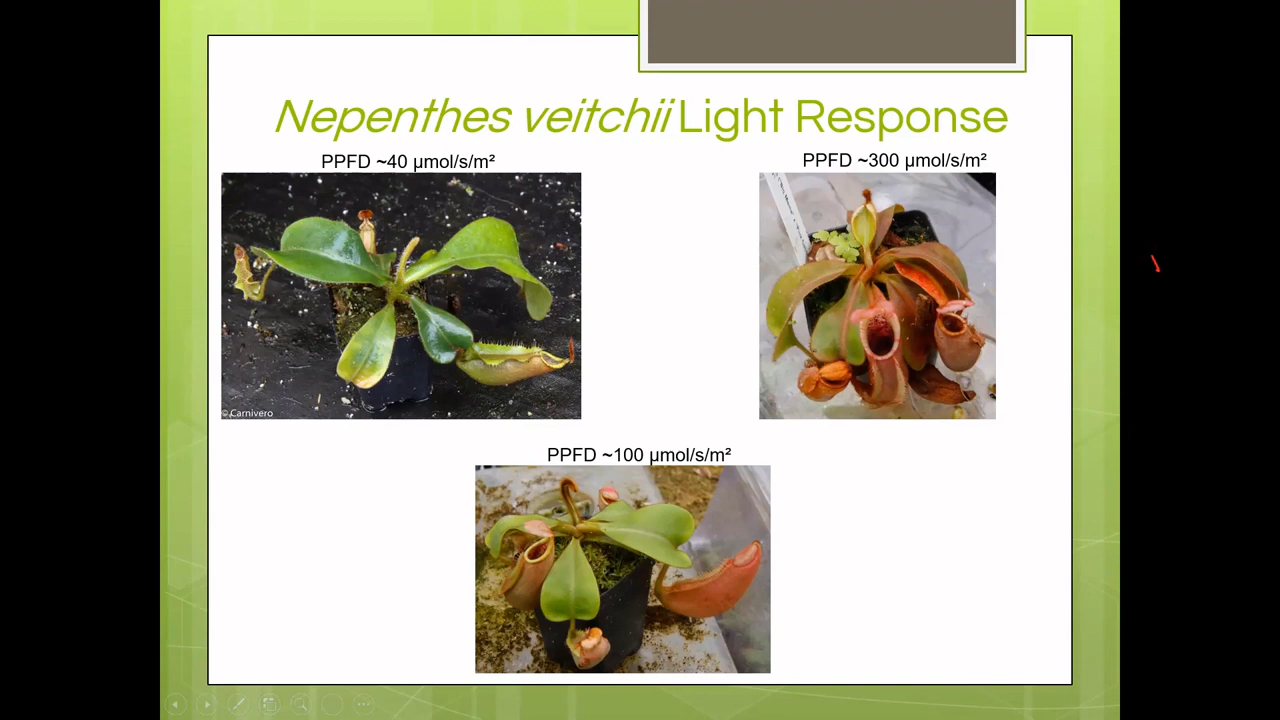 Nepenthes veitchii Light Response
PPFD ~40 μmol/s/m²
PPFD ~300 μmol/s/m²
© Carnivero
PPFD ~100 μmol/s/m²